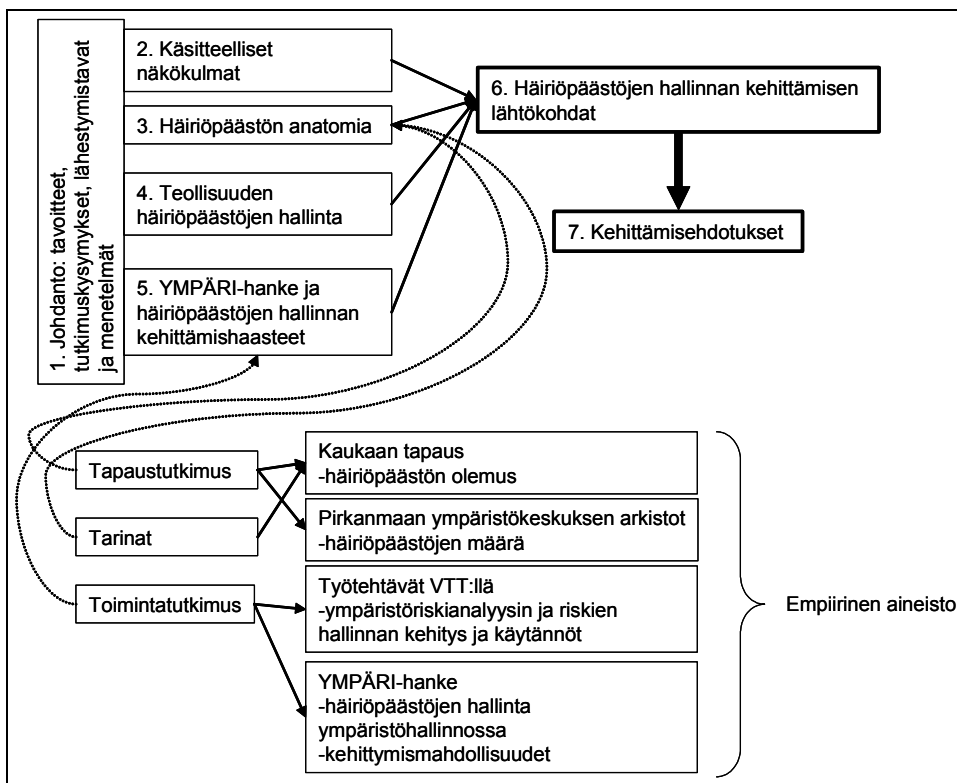 1. Johdanto: tavoitteet,
tutkimuskysymykset, lähestymistavat
ja menetelmät
2. Käsitteelliset
näkökulmat
3. Häiriöpäästön anatomia
4. Teollisuuden
häiriöpäästöjen hallinta
5. YMPÄRI-hanke ja
häiriöpäästöjen hallinnan
kehittämishaasteet
6. Häiriöpäästöjen hallinnan kehittämisen
lähtökohdat
7. Kehittämisehdotukset
Tapaustutkimus
Tarinat
Toimintatutkimus
Kaukaan tapaus
-häiriöpäästön olemus
Pirkanmaan ympäristökeskuksen arkistot
-häiriöpäästöjen määrä
Työtehtävät VTT:llä
-ympäristöriskianalyysin ja riskien
hallinnan kehitys ja käytännöt
YMPÄRI-hanke
-häiriöpäästöjen hallinta
ympäristöhallinnossa
-kehittymismahdollisuudet
Empiirinen aineisto